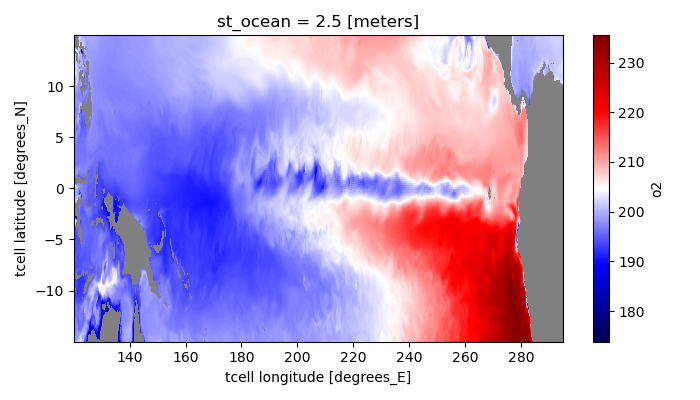 st_ocean = 2.5 [meters]
10
5
0
−5
−10
tcell latitude [degrees_N]
140 160 180 200 220 240 260 280
tcell longitude [degrees_E]
230
220
210
200
190
180
o2